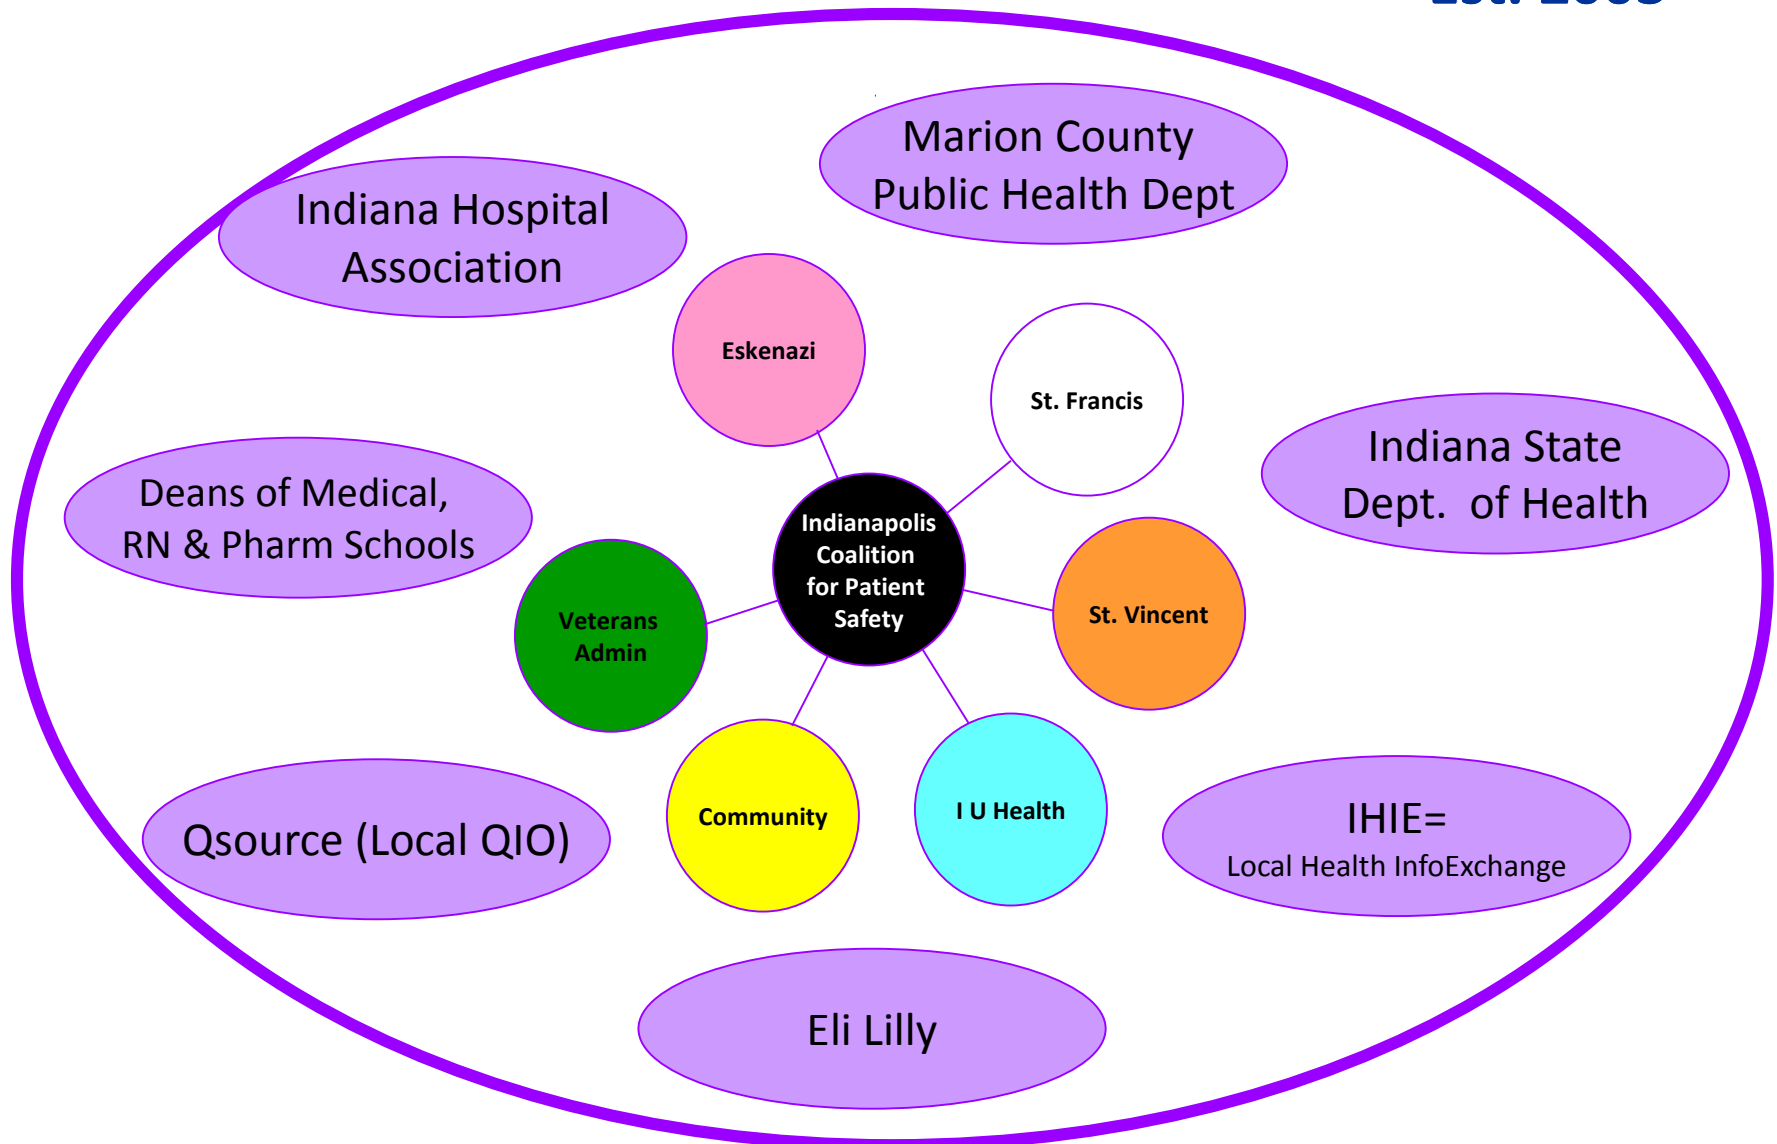 Marion County
Public Health Dept
Indiana Hospital
Association
Eskenazi
St. Francis
Indiana State
Dept.  of Health
Deans of Medical,
RN & Pharm Schools
Indianapolis
Coalition
for Patient
Safety
Veterans
Admin
St. Vincent
Community
I U Health
Qsource (Local QIO)
IHIE=
Local Health InfoExchange
Eli Lilly